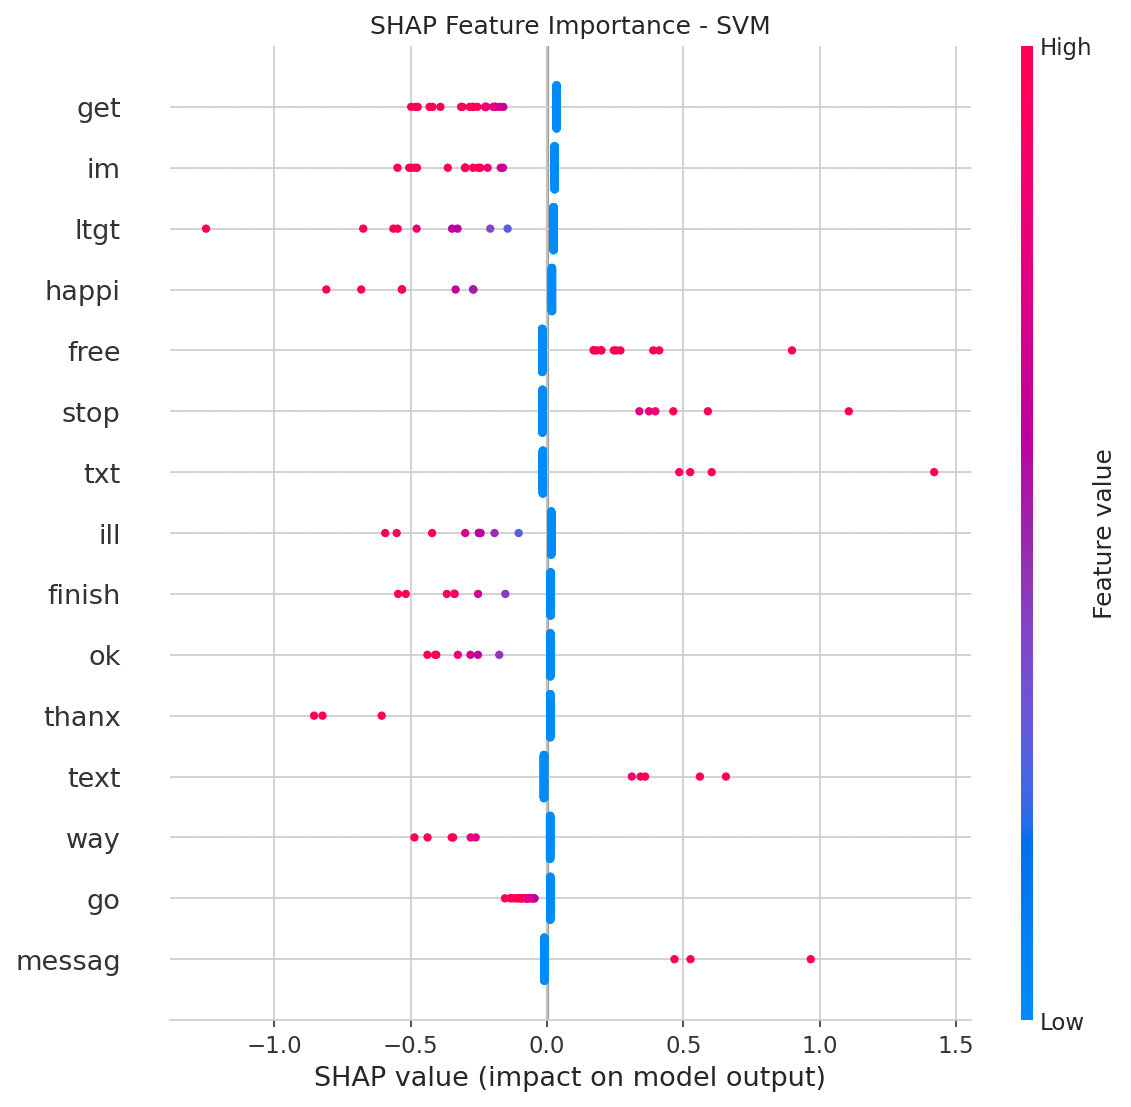 SHAP Feature Importance - SVM
High
get
im
ltgt
happi
free
stop
txt
ill
finish
ok
thanx
text
way
go
messag
Feature value
Low
−1.0 −0.5 0.0 0.5 1.0 1.5
SHAP value (impact on model output)